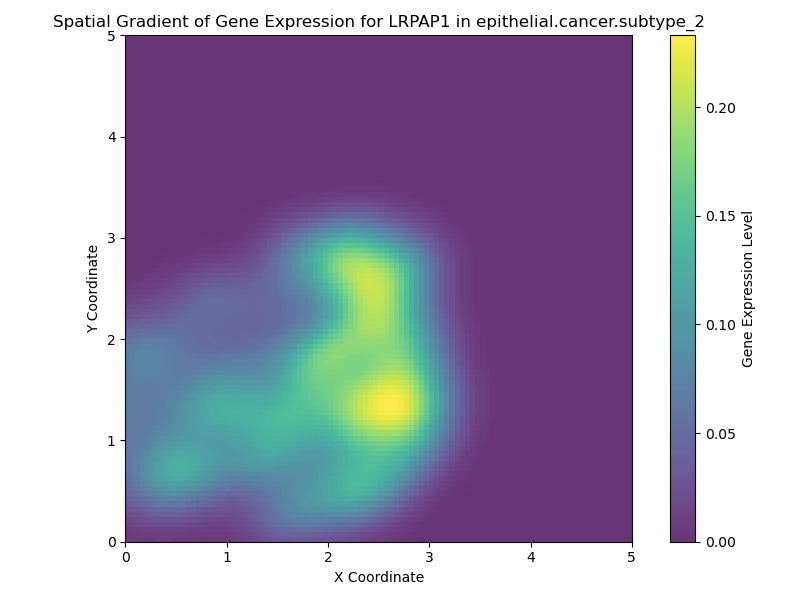 Spatial Gradient of Gene Expression for LRPAP1 in epithelial.cancer.subtype_2
5
4
3
2
1
0
0 1 2 3 4 5
Y Coordinate
X Coordinate
0.20
0.15
0.10
0.05
0.00
Gene Expression Level